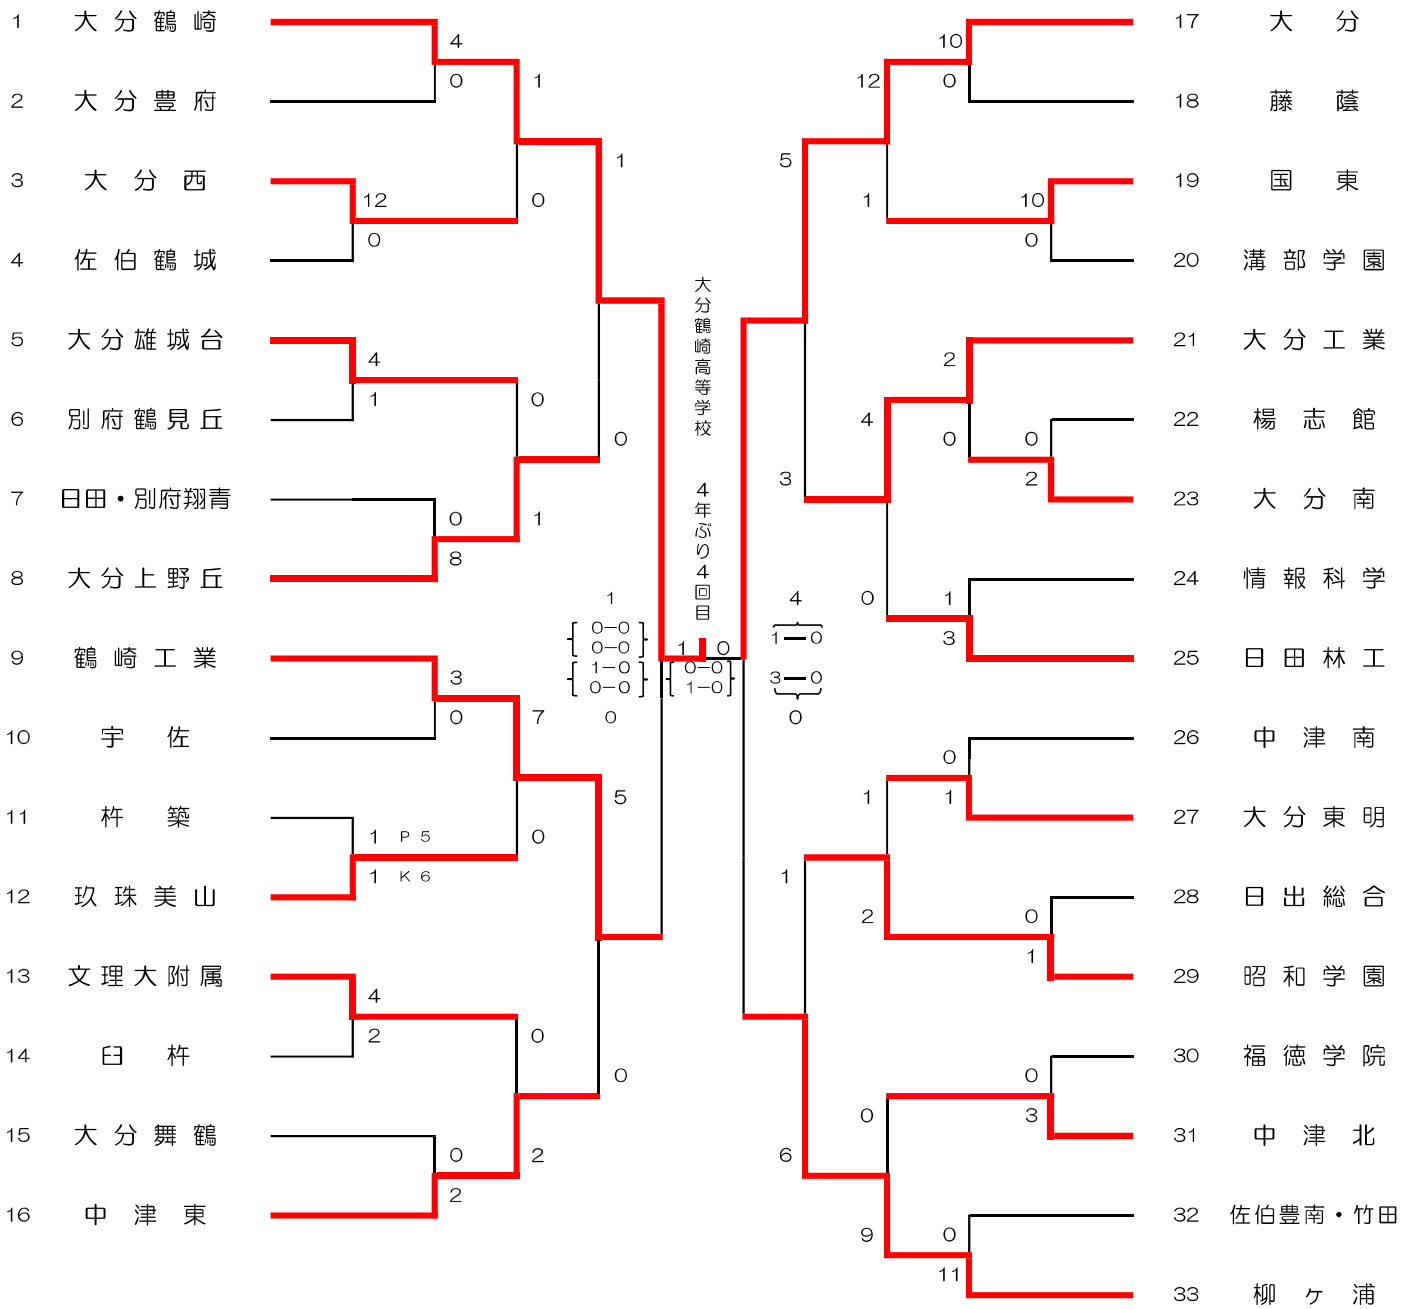 1 大分鶴崎
4
0
2 大分豊府
1
3 大分西
12
0
4 佐伯鶴城
0
1
5 大分雄城台
4
1
6 別府鶴見丘
0
7 日田・別府翔青
0
8
8 大分上野丘
1
0
9 鶴崎工業
3
0
10 宇佐
7
11 杵築
1 P 5
1 K 6
12 玖珠美山
0
5
13 文理大附属
4
2
14 臼杵
0
15 大分舞鶴
0
2
16 中津東
2
0
1
0-0
0-0
1-0
0-0
0
大分鶴崎高等学校 4年ぶり4回目
1 0
0-0
1-0
4
1-0
3-0
0
17 大分
10
0
18 藤蔭
12
19 国東
10
0
20 溝部学園
1
5
21 大分工業
2
22 楊志館
0
2
23 大分南
0
4
24 情報科学
1
3
25 日田林工
0
3
26 中津南
0
1
27 大分東明
1
28 日出総合
0
1
29 昭和学園
2
1
30 福徳学院
0
3
31 中津北
0
32 佐伯豊南・竹田
0
11
33 柳ヶ浦
9
6